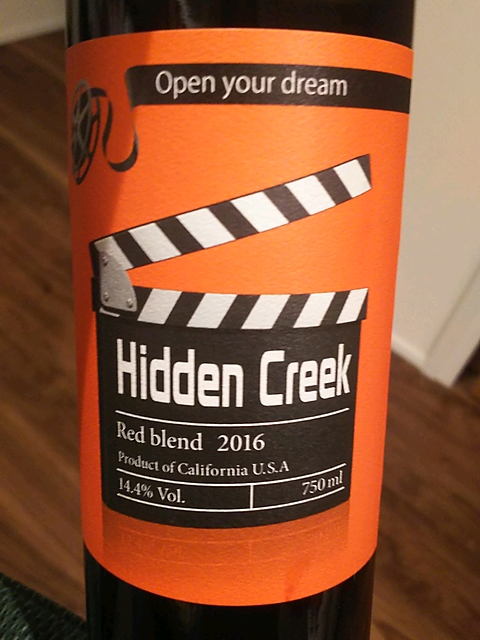 Open your dream
Hidden Creek
Red blend 2016
Product of California U.S.A
14.4% Vol. 750ml